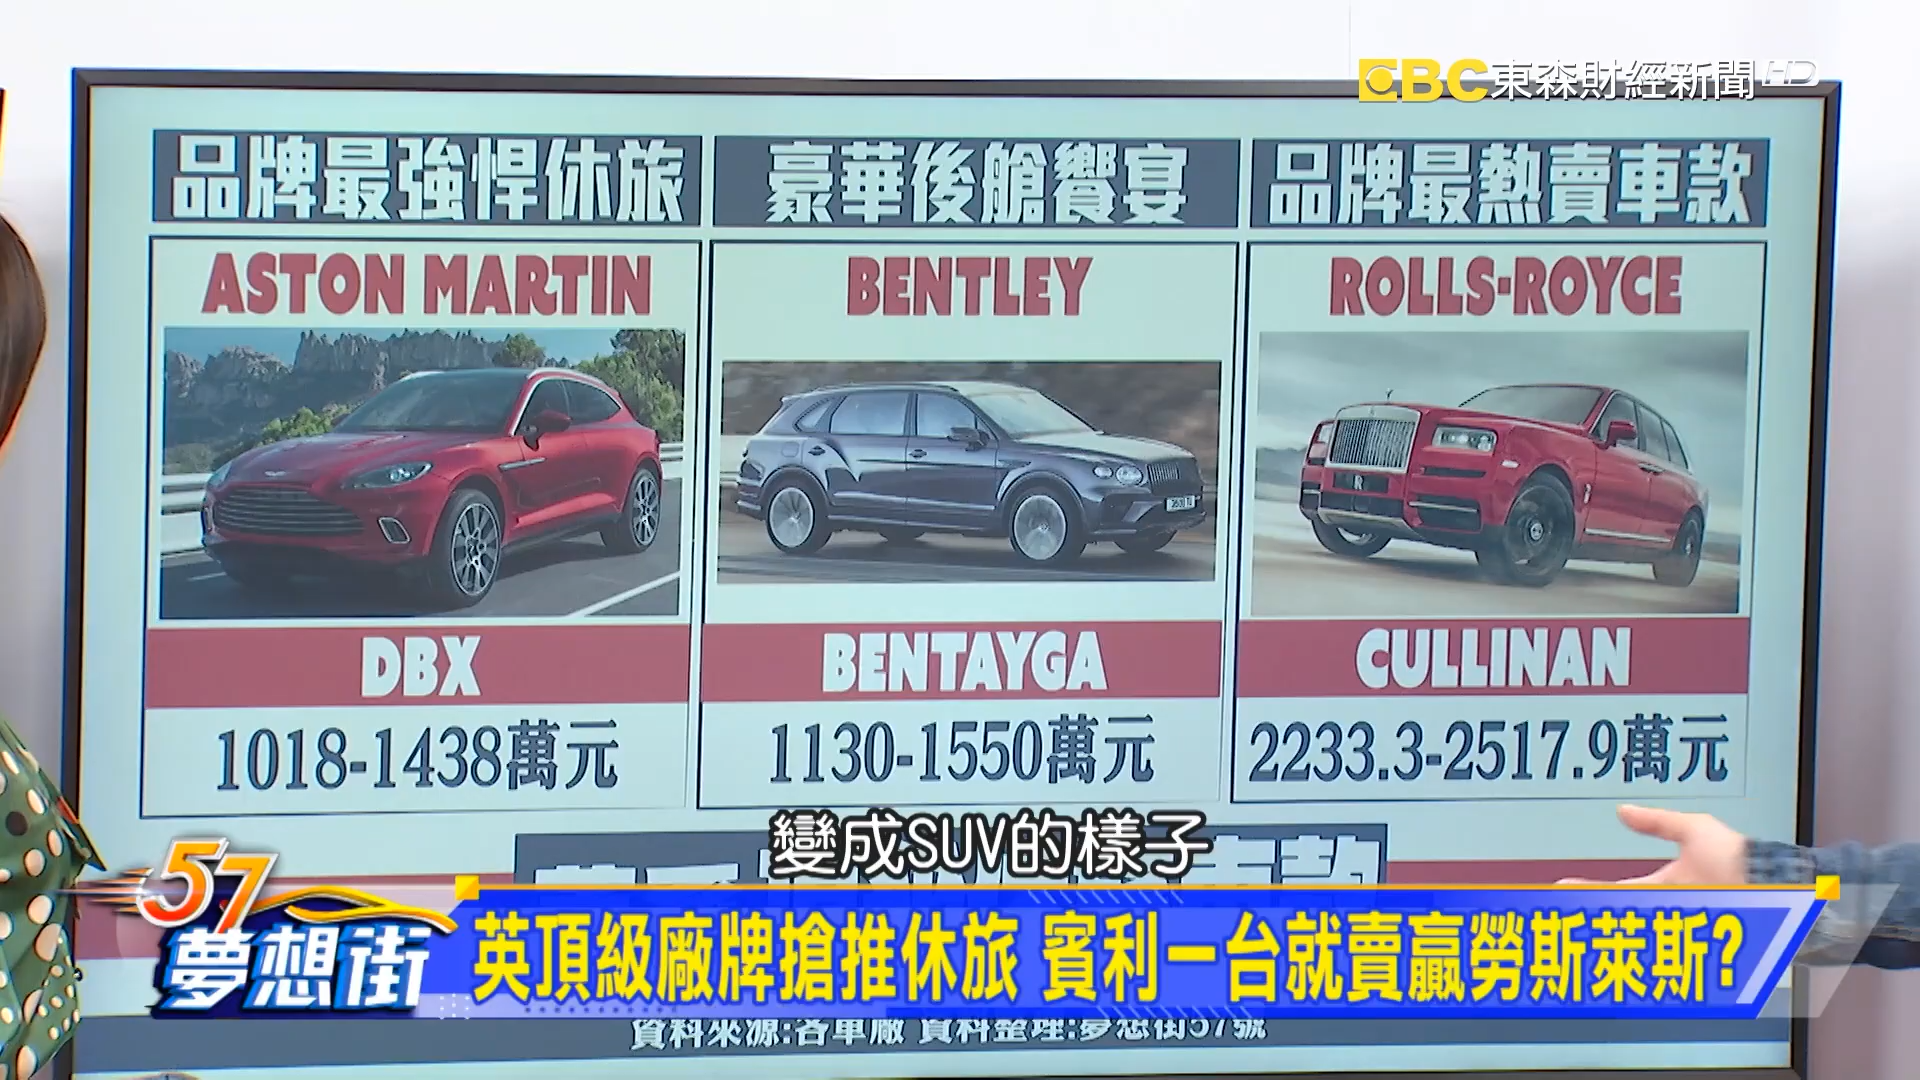 EBC 東森財經新聞 HD
品牌最強悍休旅
豪華後艙饗宴
品牌最熱賣車款
ASTON MARTIN
BENTLEY
ROLLS-ROYCE
DBX
BENTAYGA
CULLINAN
1018-1438萬元
1130-1550萬元
2233.3-2517.9萬元
變成SUV的樣子
57
夢想街
英頂級廠牌搶推休旅 賓利一台就賣贏勞斯萊斯?
資料來源:各車廠 資料整理:夢想街57號